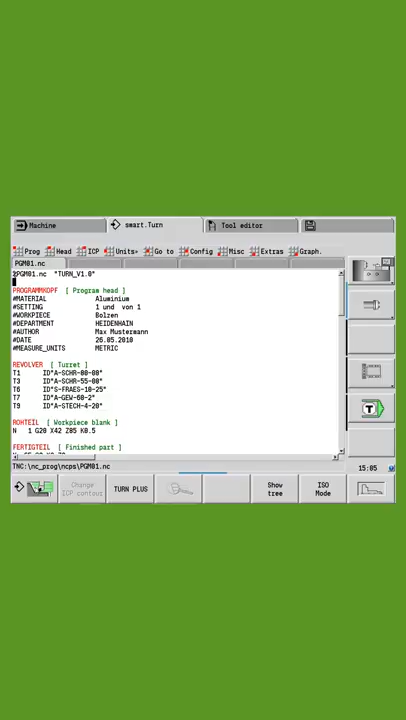 Machine
smart.Turn
Tool editor
Prog
Head
ICP
Units+
Go to
Config
Misc
Extras
Graph.
PGM01.nc
PGM01.nc "TURN_V1.0"
PROGRAMMKOPF [ Program head ]
#MATERIAL Aluminium
#SETTING 1 und von 1
#WORKPIECE Bolzen
#DEPARTMENT HEIDENHAIN
#AUTHOR Max Mustermann
#DATE 26.05.2010
#MEASURE_UNITS METRIC
REVOLVER [ Turret ]
T1 ID"A-SCHR-80-08"
T3 ID"A-SCHR-55-08"
T6 ID"S-FRAES-10-25"
T7 ID"A-GEW-60-2"
T9 ID"A-STECH-4-20"
ROHTEIL [ Workpiece blank ]
N 1 G20 X42 Z85 K0.5
FERTIGTEIL [ Finished part ]
TNC:\nc_prog\ncps\PGM01.nc
T
15:05
Change
ICP contour
TURN PLUS
Show
tree
ISO
Mode